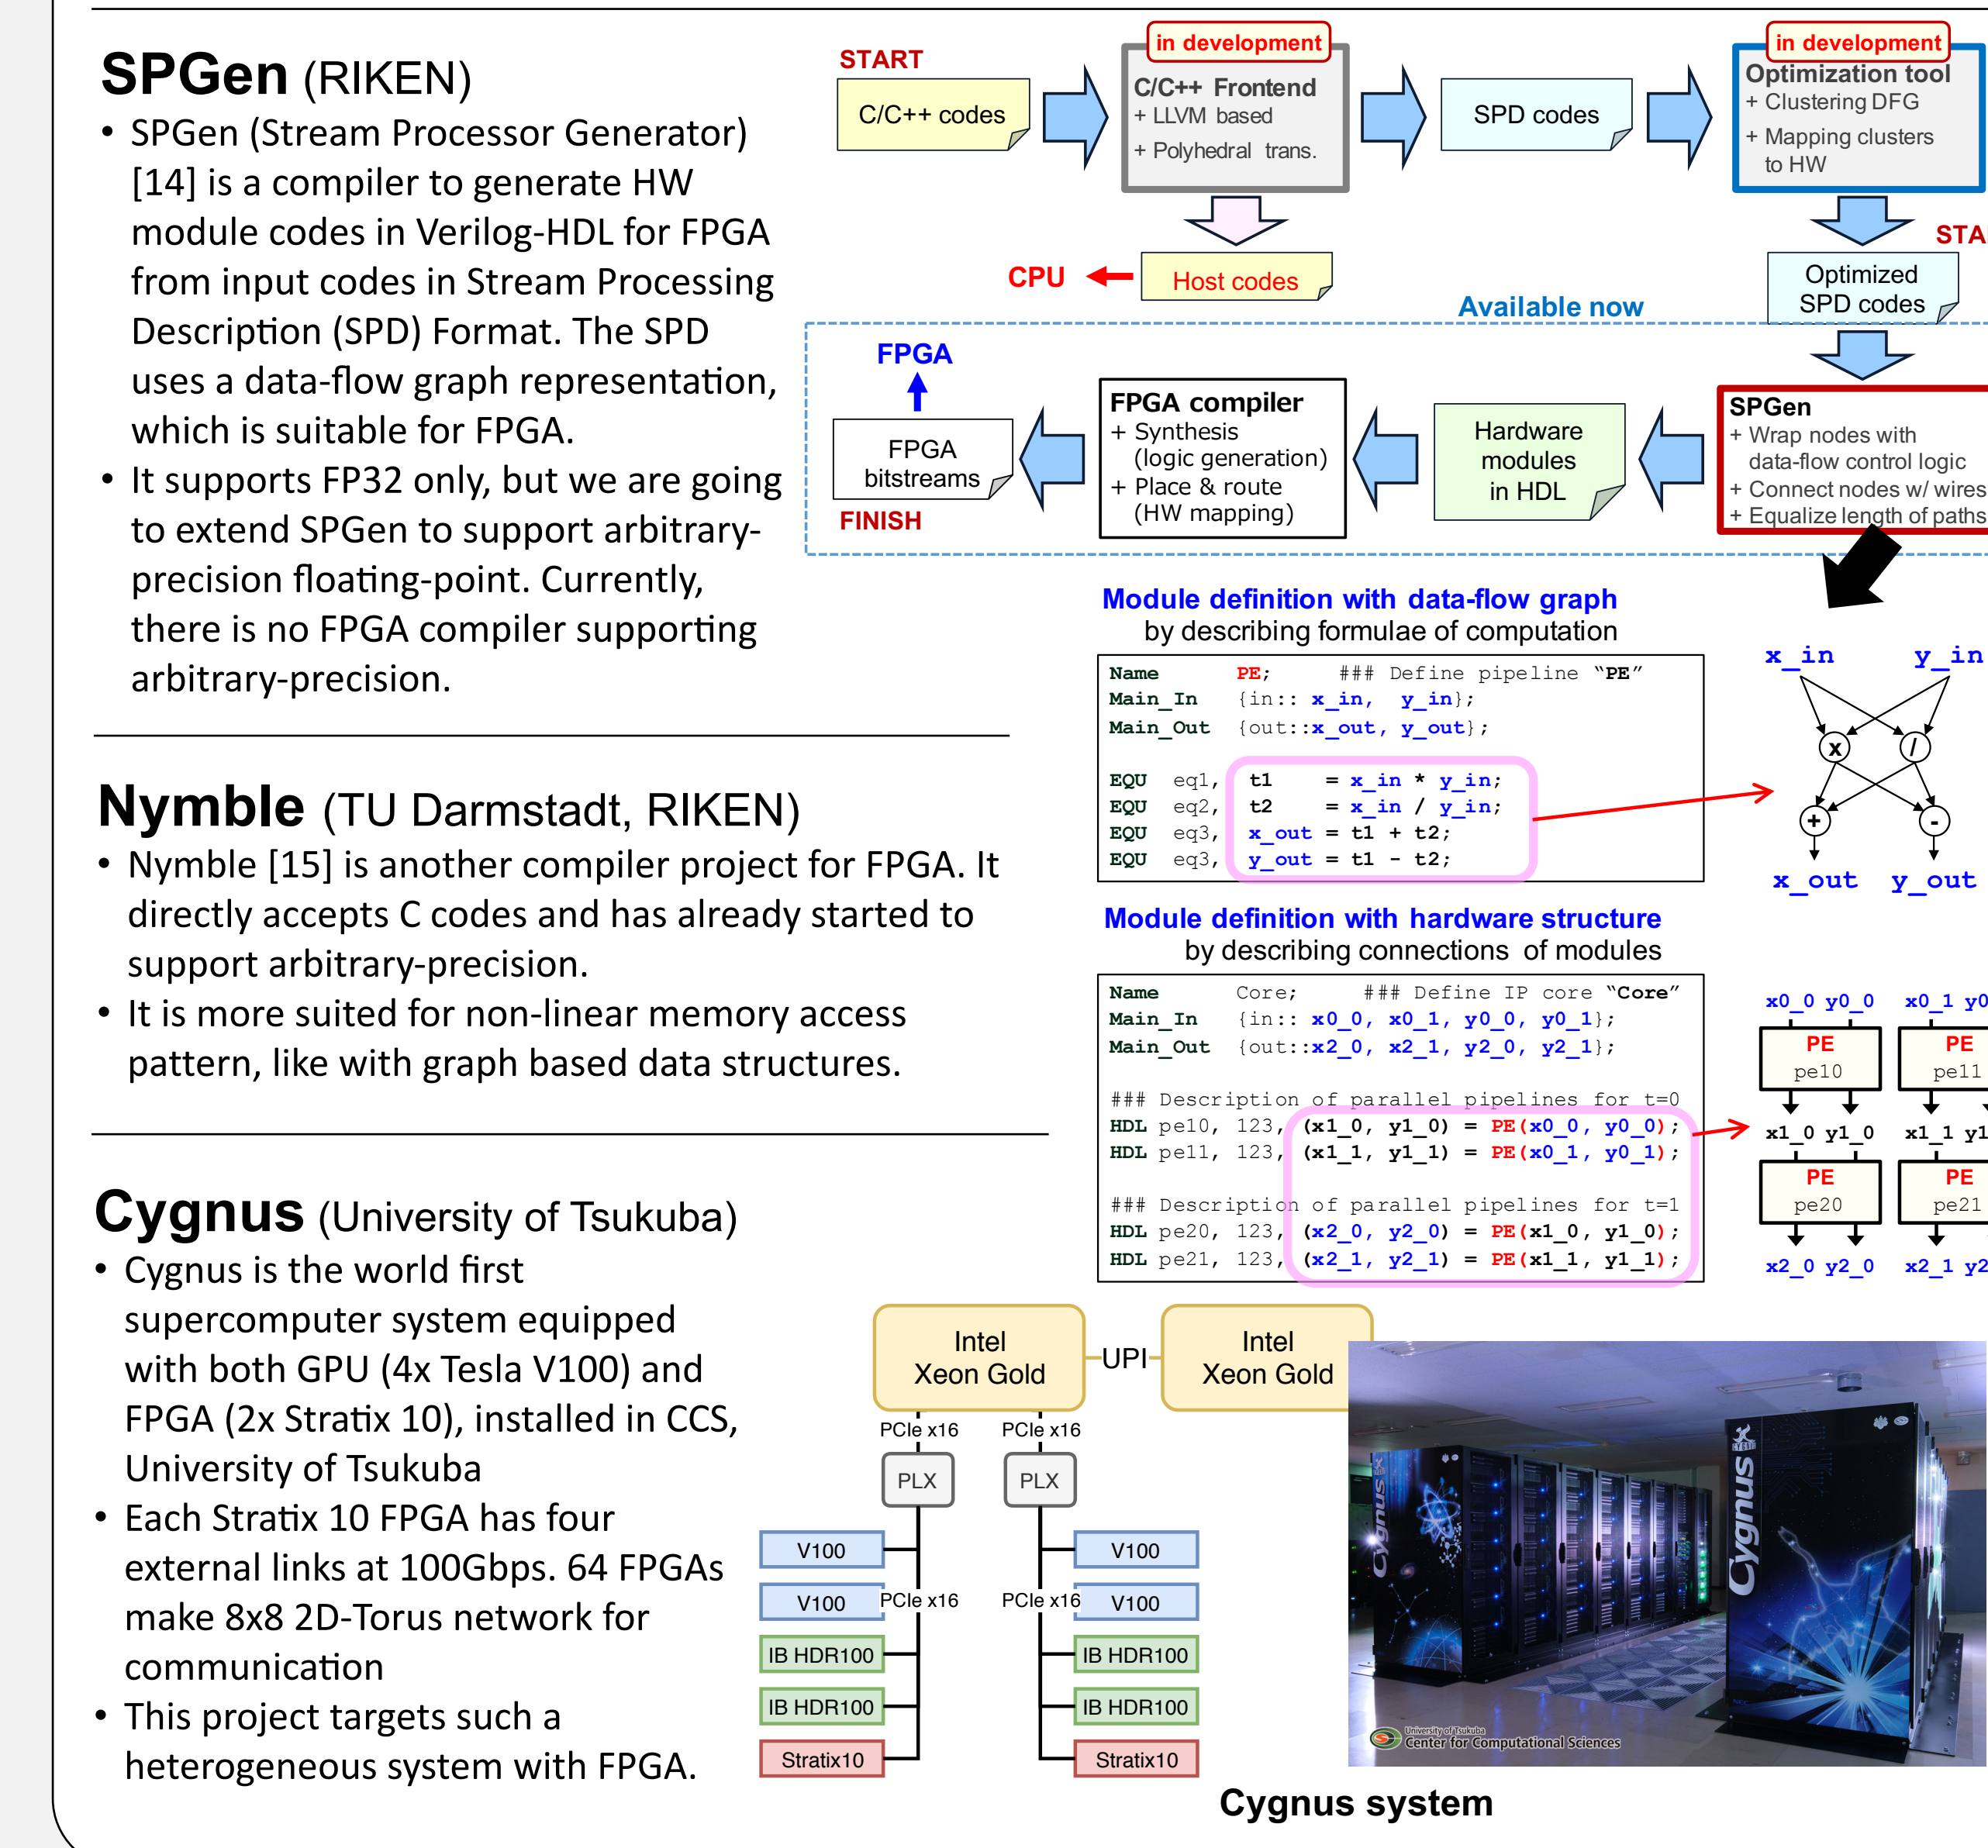 SPGen (RIKEN)
• SPGen (Stream Processor Generator)
[14] is a compiler to generate HW
module codes in Verilog-HDL for FPGA
from input codes in Stream Processing
Description (SPD) Format. The SPD
uses a data-flow graph representation,
which is suitable for FPGA.
• It supports FP32 only, but we are going
to extend SPGen to support arbitrary-
precision floating-point. Currently,
there is no FPGA compiler supporting
arbitrary-precision.
START
C/C++ codes
in development
C/C++ Frontend
+ LLVM based
+ Polyhedral trans.
SPD codes
in development
Optimization tool
+ Clustering DFG
+ Mapping clusters
to HW
CPU
Host codes
STA
Optimized
SPD codes
Available now
FPGA
FPGA
bitstreams
FINISH
FPGA compiler
+ Synthesis
(logic generation)
+ Place & route
(HW mapping)
Hardware
modules
in HDL
SPGen
+ Wrap nodes with
data-flow control logic
+ Connect nodes w/ wires
+ Equalize length of paths
Module definition with data-flow graph
by describing formulae of computation
Name PE; ### Define pipeline “PE”
Main_In {in:: x_in, y_in};
Main_Out {out::x_out, y_out};
EQU eq1, t1 = x_in * y_in;
EQU eq2, t2 = x_in / y_in;
EQU eq3, x_out = t1 + t2;
EQU eq3, y_out = t1 - t2;
x_in y_in
x /
+ -
x_out y_out
Nymble (TU Darmstadt, RIKEN)
• Nymble [15] is another compiler project for FPGA. It
directly accepts C codes and has already started to
support arbitrary-precision.
• It is more suited for non-linear memory access
pattern, like with graph based data structures.
Module definition with hardware structure
by describing connections of modules
Name Core; ### Define IP core “Core”
Main_In {in:: x0_0, x0_1, y0_0, y0_1};
Main_Out {out::x2_0, x2_1, y2_0, y2_1};
### Description of parallel pipelines for t=0
HDL pe10, 123, (x1_0, y1_0) = PE(x0_0, y0_0);
HDL pe11, 123, (x1_1, y1_1) = PE(x0_1, y0_1);
### Description of parallel pipelines for t=1
HDL pe20, 123, (x2_0, y2_0) = PE(x1_0, y1_0);
HDL pe21, 123, (x2_1, y2_1) = PE(x1_1, y1_1);
x0_0 y0_0 x0_1 y0
PE PE
pe10 pe11
x1_0 y1_0 x1_1 y1
PE PE
pe20 pe21
x2_0 y2_0 x2_1 y2
Cygnus (University of Tsukuba)
• Cygnus is the world first
supercomputer system equipped
with both GPU (4x Tesla V100) and
FPGA (2x Stratix 10), installed in CCS,
University of Tsukuba
• Each Stratix 10 FPGA has four
external links at 100Gbps. 64 FPGAs
make 8x8 2D-Torus network for
communication
• This project targets such a
heterogeneous system with FPGA.
Intel
Xeon Gold
UPI
Intel
Xeon Gold
PCIe x16 PCIe x16
PLX PLX
V100 V100
V100 PCIe x16 PCIe x16 V100
IB HDR100 IB HDR100
IB HDR100 IB HDR100
Stratix10 Stratix10
Cygnus
Cygnus
University of Tsukuba
Center for Computational Sciences
Cygnus system